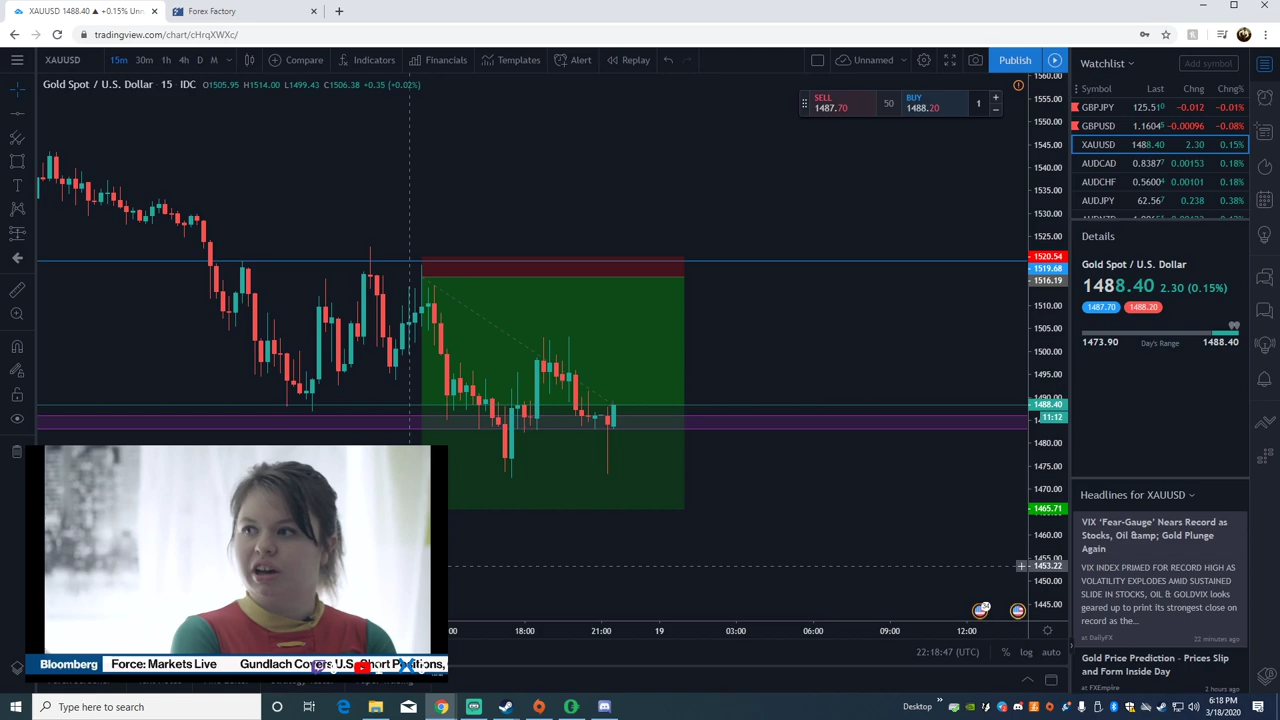 XAUUSD 1488.40 ▲ +0.15% Unn
Forex Factory
tradingview.com/chart/cHrqXWXc/
XAUUSD 15m 30m 1h 4h D M Compare Indicators Financials Templates Alert Replay Unnamed Publish
Gold Spot / U.S. Dollar · 15 · IDC O1505.95 H1514.00 L1499.43 C1506.38 +0.35 (+0.02%)
SELL
1487.70
50
BUY
1488.20
1
1560.00
1555.00
1550.00
1545.00
1540.00
1535.00
1530.00
1525.00
1520.54
1519.68
1516.19
1510.00
1505.00
1500.00
1495.00
1490.00
1488.40
11:12
1480.00
1475.00
1470.00
1465.71
1460.00
1455.00
1453.22
1450.00
1445.00
:00 18:00 21:00 19 03:00 06:00 09:00 12:00
22:18:47 (UTC) % log auto
Watchlist
Add symbol
Symbol Last Chng Chng%
GBPJPY 125.510 -0.012 -0.01%
GBPUSD 1.16045 -0.00096 -0.08%
XAUUSD 1488.40 2.30 0.15%
AUDCAD 0.83877 0.00153 0.18%
AUDCHF 0.56004 0.00101 0.18%
AUDJPY 62.567 0.238 0.38%
Details
Gold Spot / U.S. Dollar
1488.40 2.30 (0.15%)
1487.70 1488.20
1473.90 Day's Range 1488.40
Headlines for XAUUSD
VIX ‘Fear-Gauge’ Nears Record as
Stocks, Oil &amp; Gold Plunge
Again
VIX INDEX PRIMED FOR RECORD HIGH AS
VOLATILITY EXPLODES AMID SUSTAINED
SLIDE IN STOCKS, OIL & GOLDVIX looks
geared up to print its strongest close on
record as the...
at DailyFX 22 minutes ago
Gold Price Prediction – Prices Slip
and Form Inside Day
at FXEmpire 2 hours ago
Bloomberg Force: Markets Live Gundlach Covers U.S. Short Positions,
Type here to search
Desktop
6:18 PM
3/18/2020